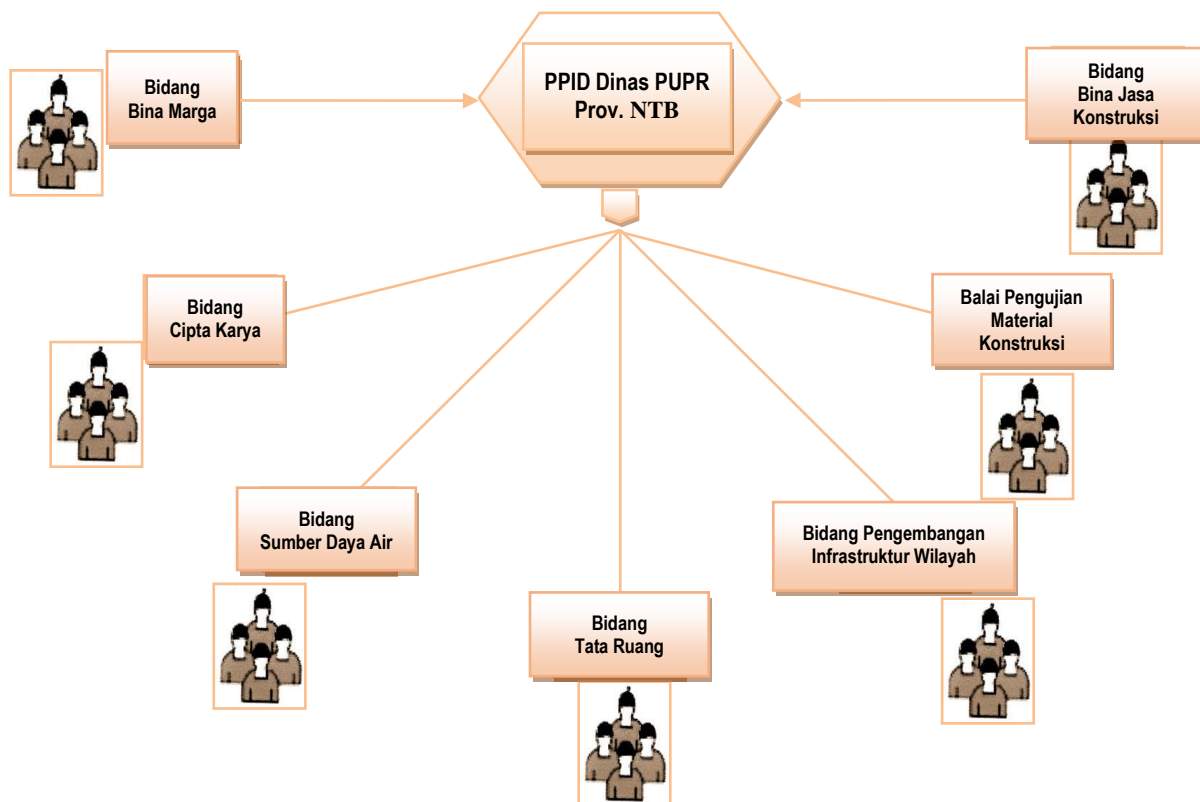 PPID Dinas PUPR
Prov. NTB
Bidang
Bina Marga
Bidang
Bina Jasa
Konstruksi
Bidang
Cipta Karya
Balai Pengujian
Material
Konstruksi
Bidang
Sumber Daya Air
Bidang Pengembangan
Infrastruktur Wilayah
Bidang
Tata Ruang